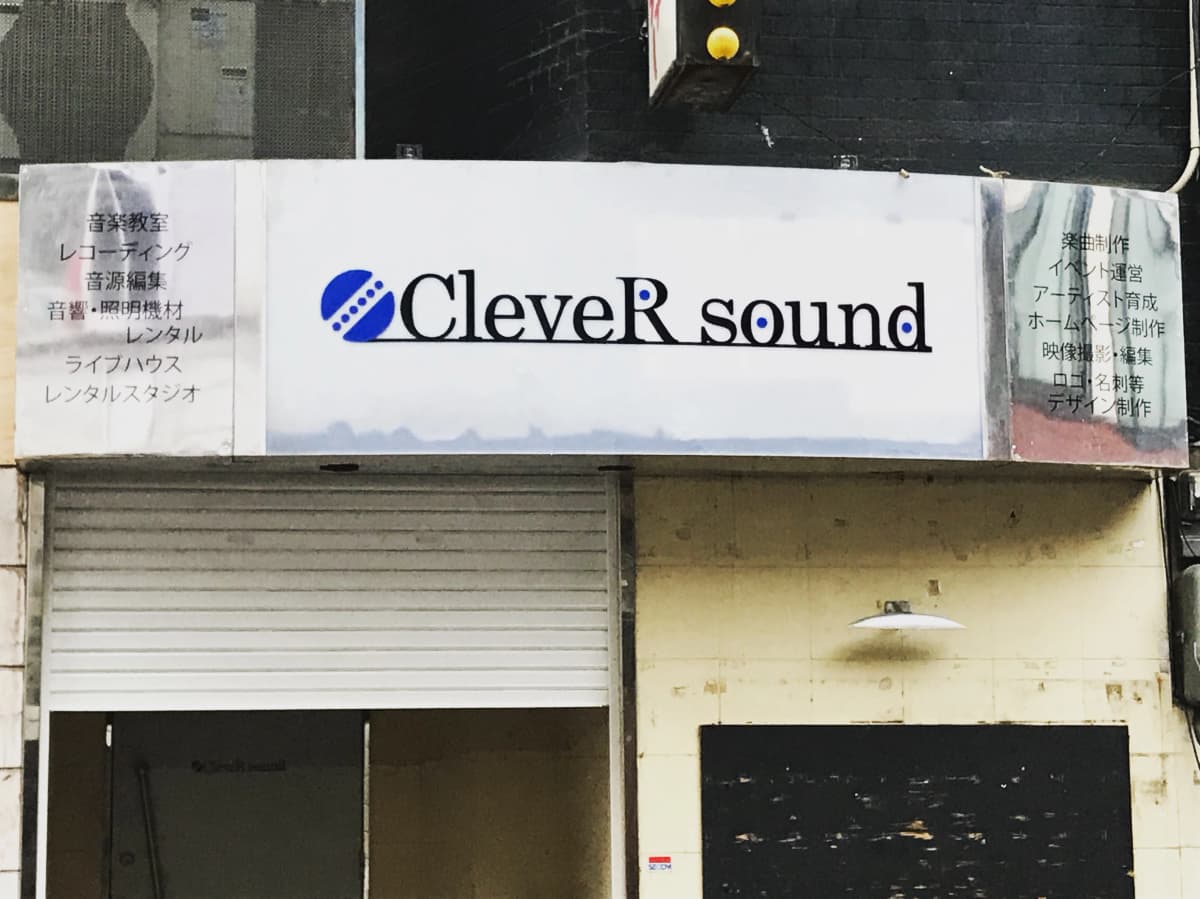 音楽教室
レコーディング
音源編集
音響・照明機材
レンタル
ライブハウス
レンタルスタジオ
CleveR sound
楽曲制作
イベント運営
アーティスト育成
ホームページ制作
映像撮影・編集
ロゴ・名刺等
デザイン制作
CleveR sound
SECOM